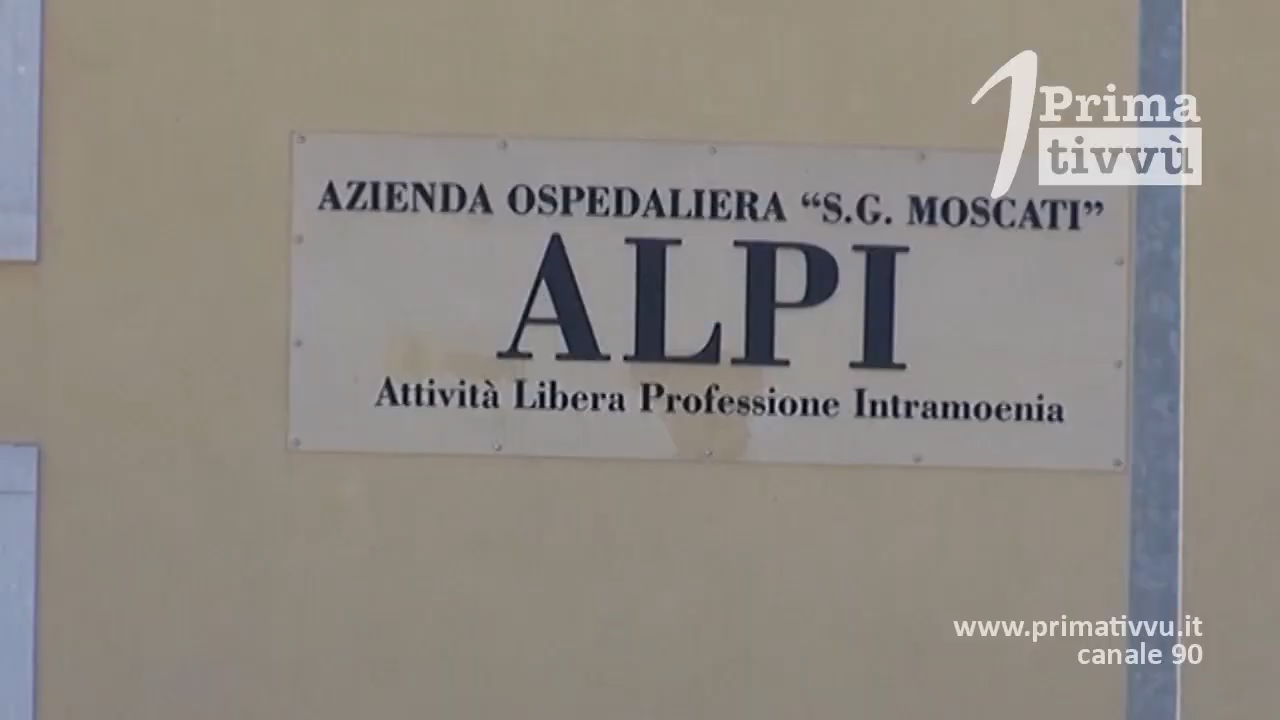 Prima
tivvù
AZIENDA OSPEDALIERA “S.G. MOSCATI”
ALPI
Attività Libera Professione Intramoenia
www.primativvu.it
canale 90